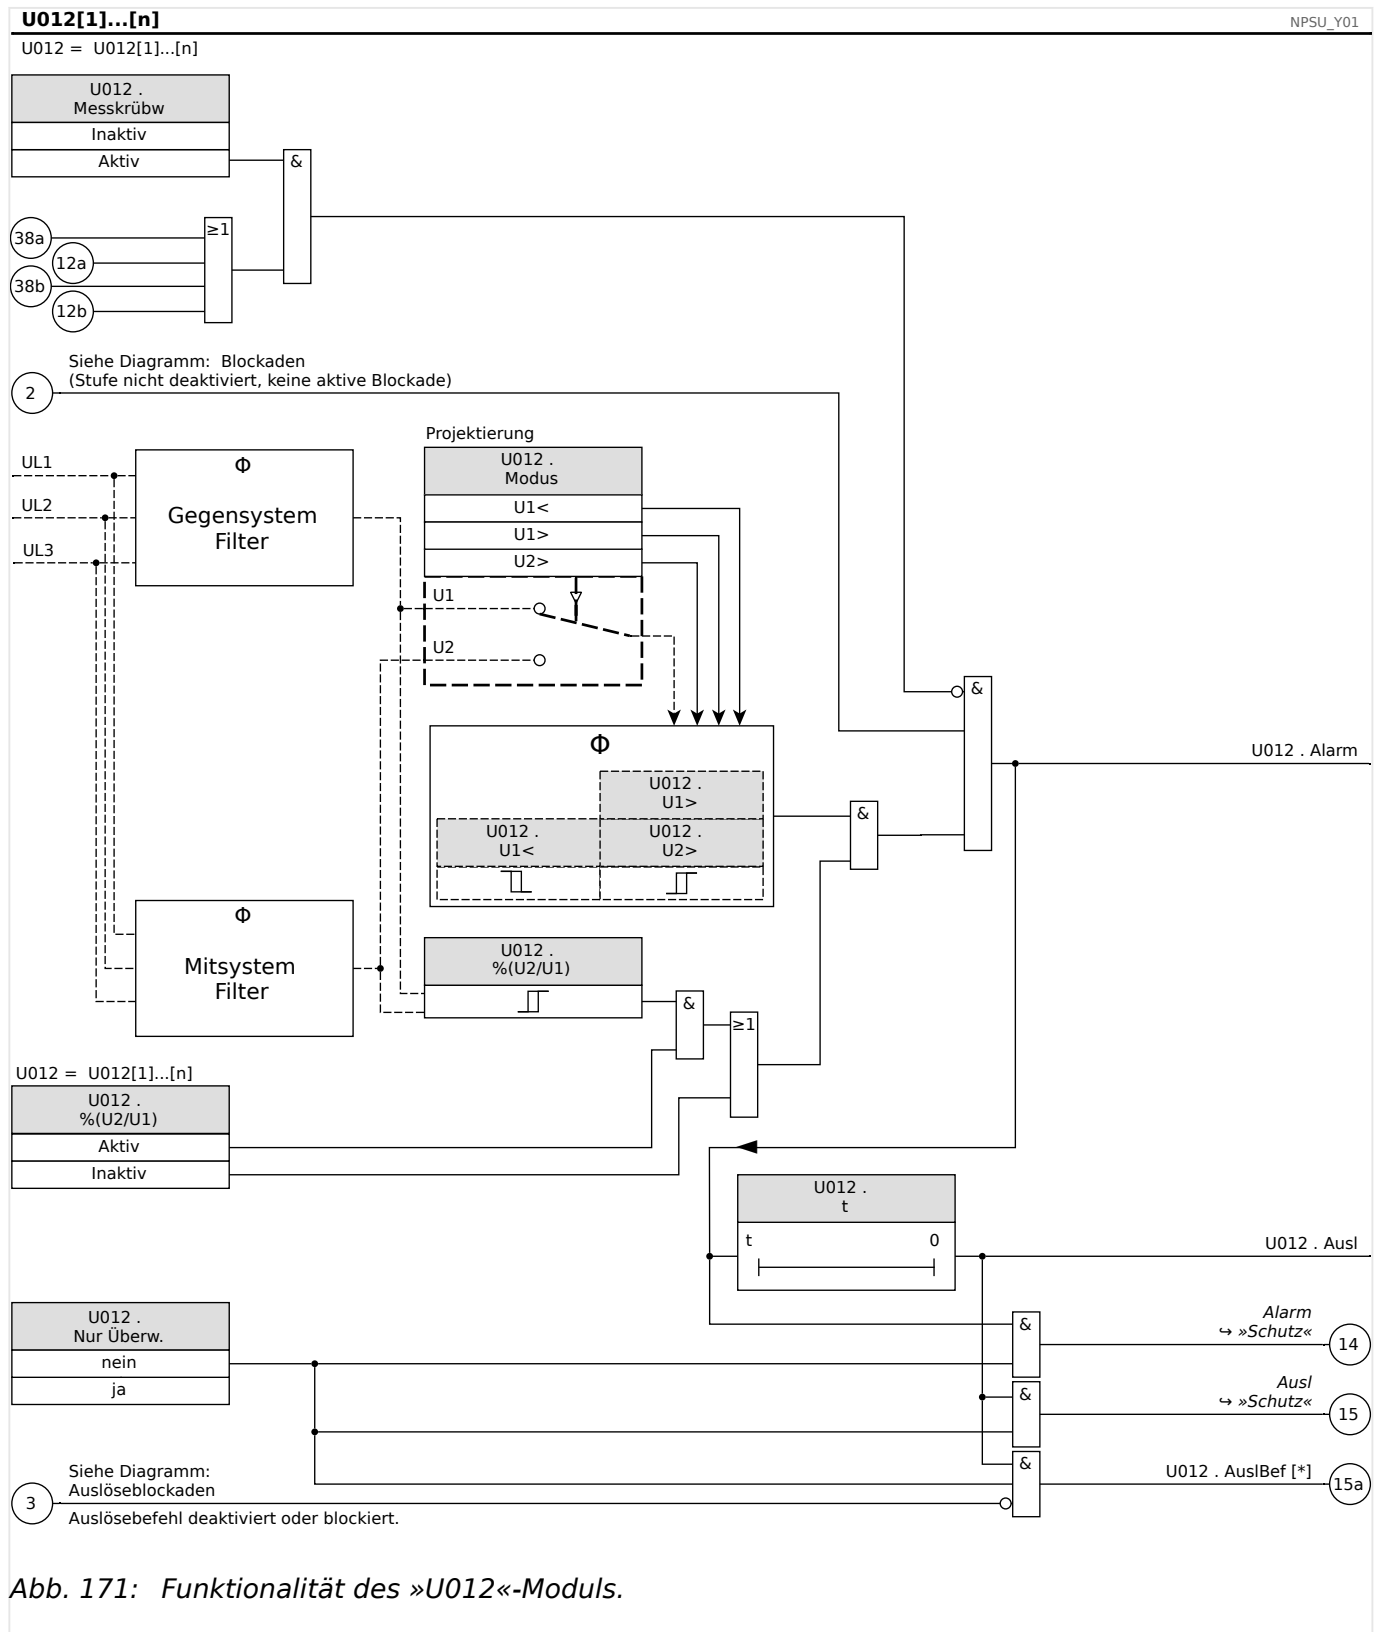 U012[1]...[n]
NPSU_Y01
U012 =  U012[1]...[n]
U012 .
Messkrübw
Inaktiv
Aktiv
&
≥1
38a
12a
38b
12b
Siehe Diagramm:  Blockaden
(Stufe nicht deaktiviert, keine aktive Blockade)
2
Projektierung
U012 .
Modus
U1<
U1>
U2>
UL1
UL2
UL3
Φ
Gegensystem
Filter
U1
U2
&
U012 . Alarm
Φ
U012 .
U1>
U012 .
U1<
U012 .
U2>
&
Φ
Mitsystem
Filter
U012 .
%(U2/U1)
&
≥1
U012 =  U012[1]...[n]
U012 .
%(U2/U1)
Aktiv
Inaktiv
U012 .
t
t
0
U012 . Ausl
U012 .
Nur Überw.
nein
ja
&
Alarm
↪ »Schutz«
14
&
Ausl
↪ »Schutz«
15
&
U012 . AuslBef [*]
15a
Siehe Diagramm:
Auslöseblockaden
3
Auslösebefehl deaktiviert oder blockiert.
Abb. 171:   Funktionalität des »U012«-Moduls.